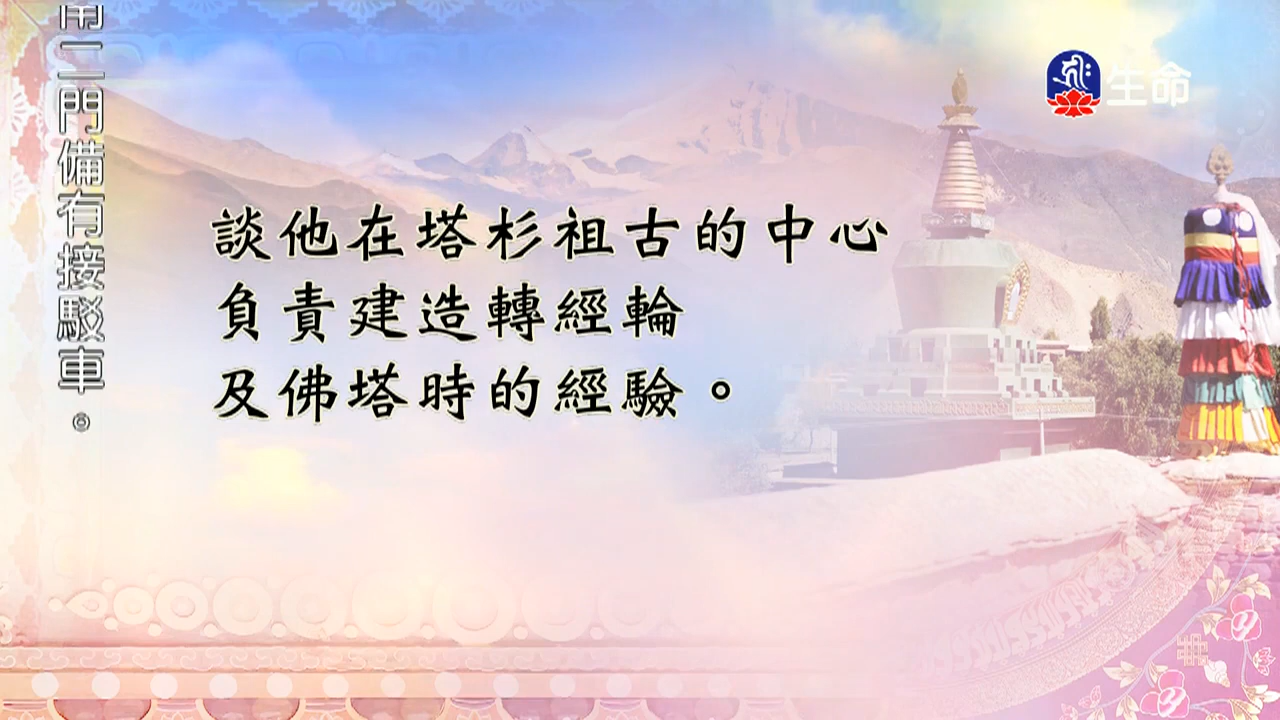 談他在塔杉祖古的中心
負責建造轉經輪
及佛塔時的經驗。
二門備有接駁車。
生命